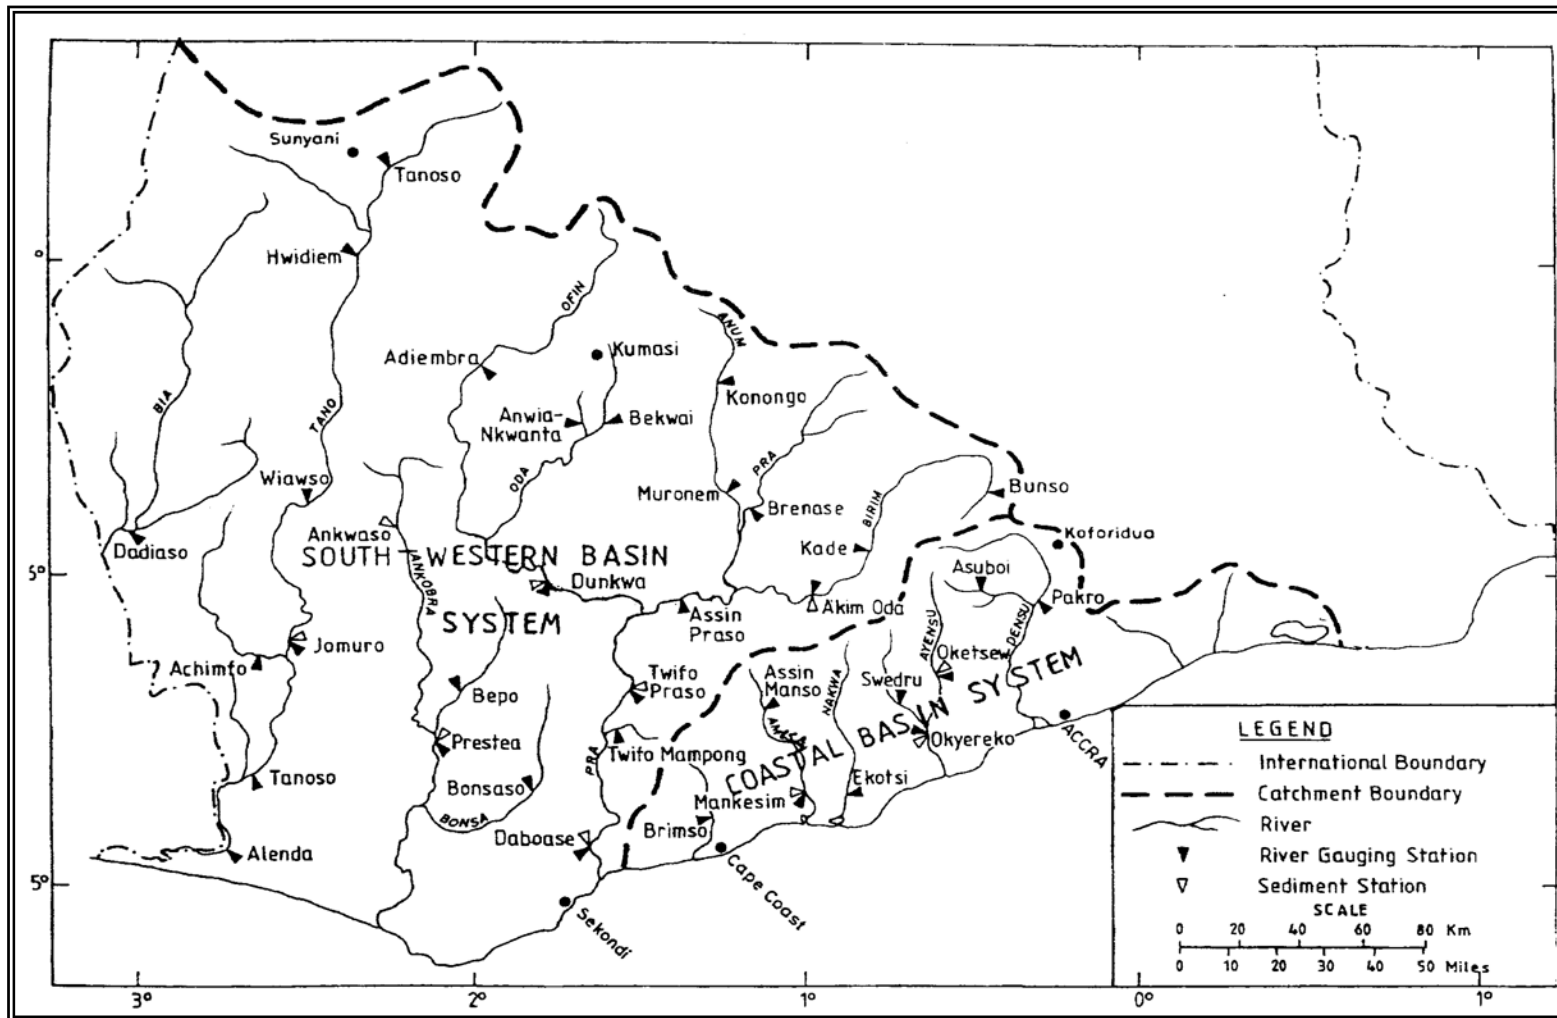 Sunyani
Tanoso
Hwidiem
°
OFIN
ANUM
Adiembra
Kumasi
Konongo
BIA
TANO
Anwia-
Nkwanta
Bekwai
PRA
Wiawso
ODA
Muronem
BIRIM
Bunso
Brenase
Ankwaso
Dadiaso
Kade
Koforidua
SOUTH - WESTERN BASIN
SYSTEM
ANKOBRA
Asuboi
5°
Dunkwa
Akim Oda
Pakro
Assin
Praso
AYENSU
DENSU
Jomuro
Achimfo
Oketsew
Twifo
Praso
Assin
Manso
Swedru
NAKWA
Bepo
COASTAL BASIN SYSTEM
Okyereko
ACCRA
Prestea
Twifo Mampong
PRA
Tanoso
Bonsaso
Ekotsi
Mankesim
BONSA
Daboase
Brimso
Alenda
Cape Coast
5°
Sekondi
LEGEND
International Boundary
Catchment Boundary
River
River Gauging Station
Sediment Station
SCALE
0 20 40 60 80 Km
0 10 20 30 40 50 Miles
3° 2° 1° 0° 1°